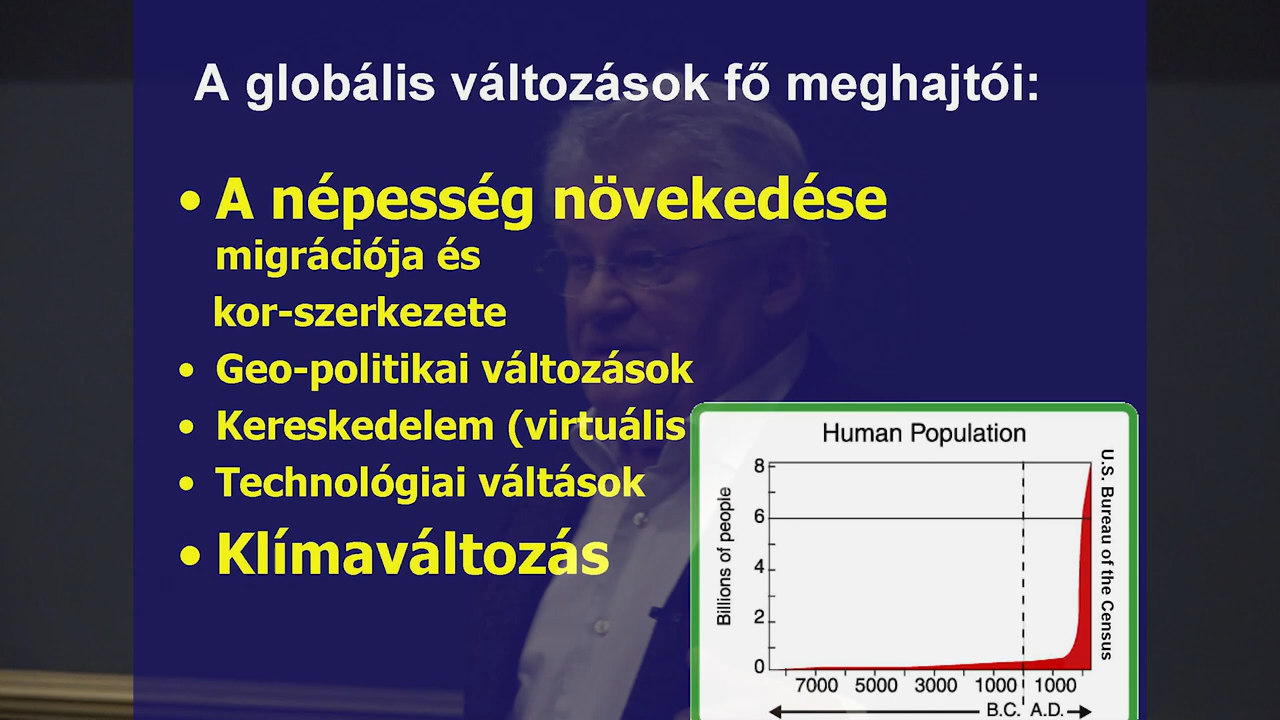 A globális változások fő meghajtói:
• A népesség növekedése
migrációja és
kor-szerkezete
• Geo-politikai változások
• Kereskedelem (virtuális
• Technológiai váltások
• Klímaváltozás
Human Population
Billions of people
8
6
4
2
0
7000 5000 3000 1000 1000
B.C. A.D.
U.S. Bureau of the Census